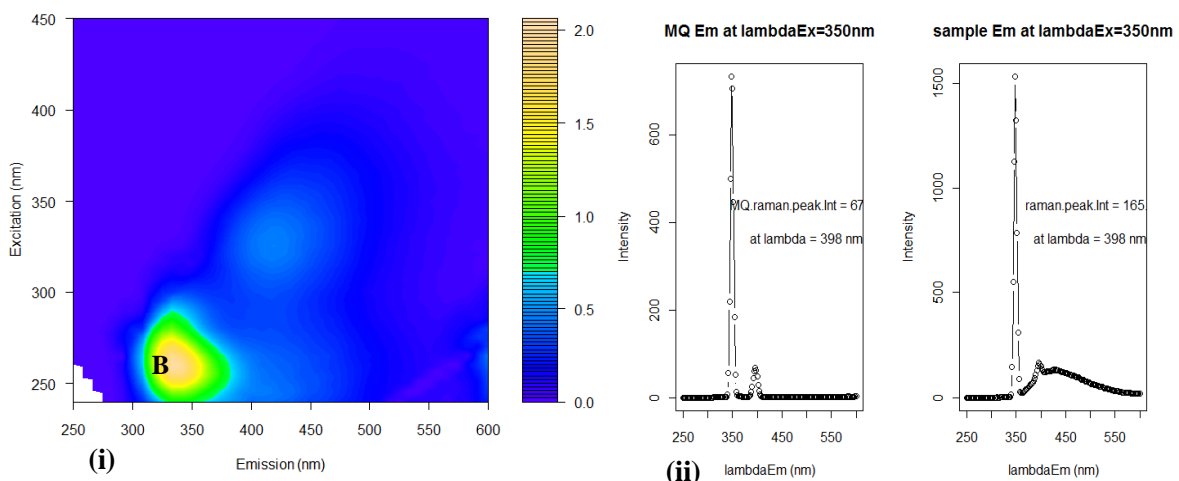 450
400
350
300
250
Excitation (nm)
B
250 300 350 400 450 500 550 600
Emission (nm)
(i)
2.0
1.5
1.0
0.5
0.0
MQ Em at lambdaEx=350nm
600
400
200
0
Intensity
MQ.raman.peak.Int = 67
at lambda = 398 nm
250 350 450 550
lambdaEm (nm)
(ii)
sample Em at lambdaEx=350nm
1500
1000
500
0
Intensity
raman.peak.Int = 165.
at lambda = 398 nm
250 350 450 550
lambdaEm (nm)